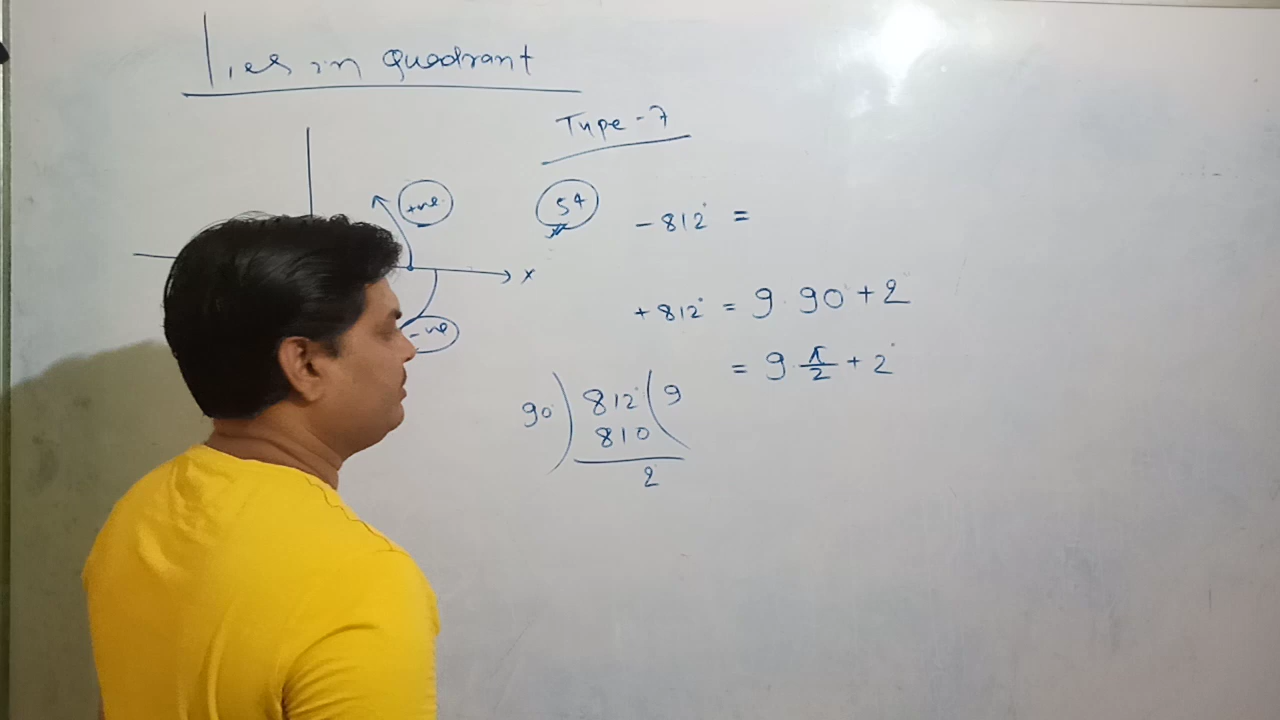 Lies in Quadrant
Type-7
+ve
54
-812° =
x
+812° = 9·90°+2°
-ve
= 9·π/2 + 2°
90°)812°(9
810
2